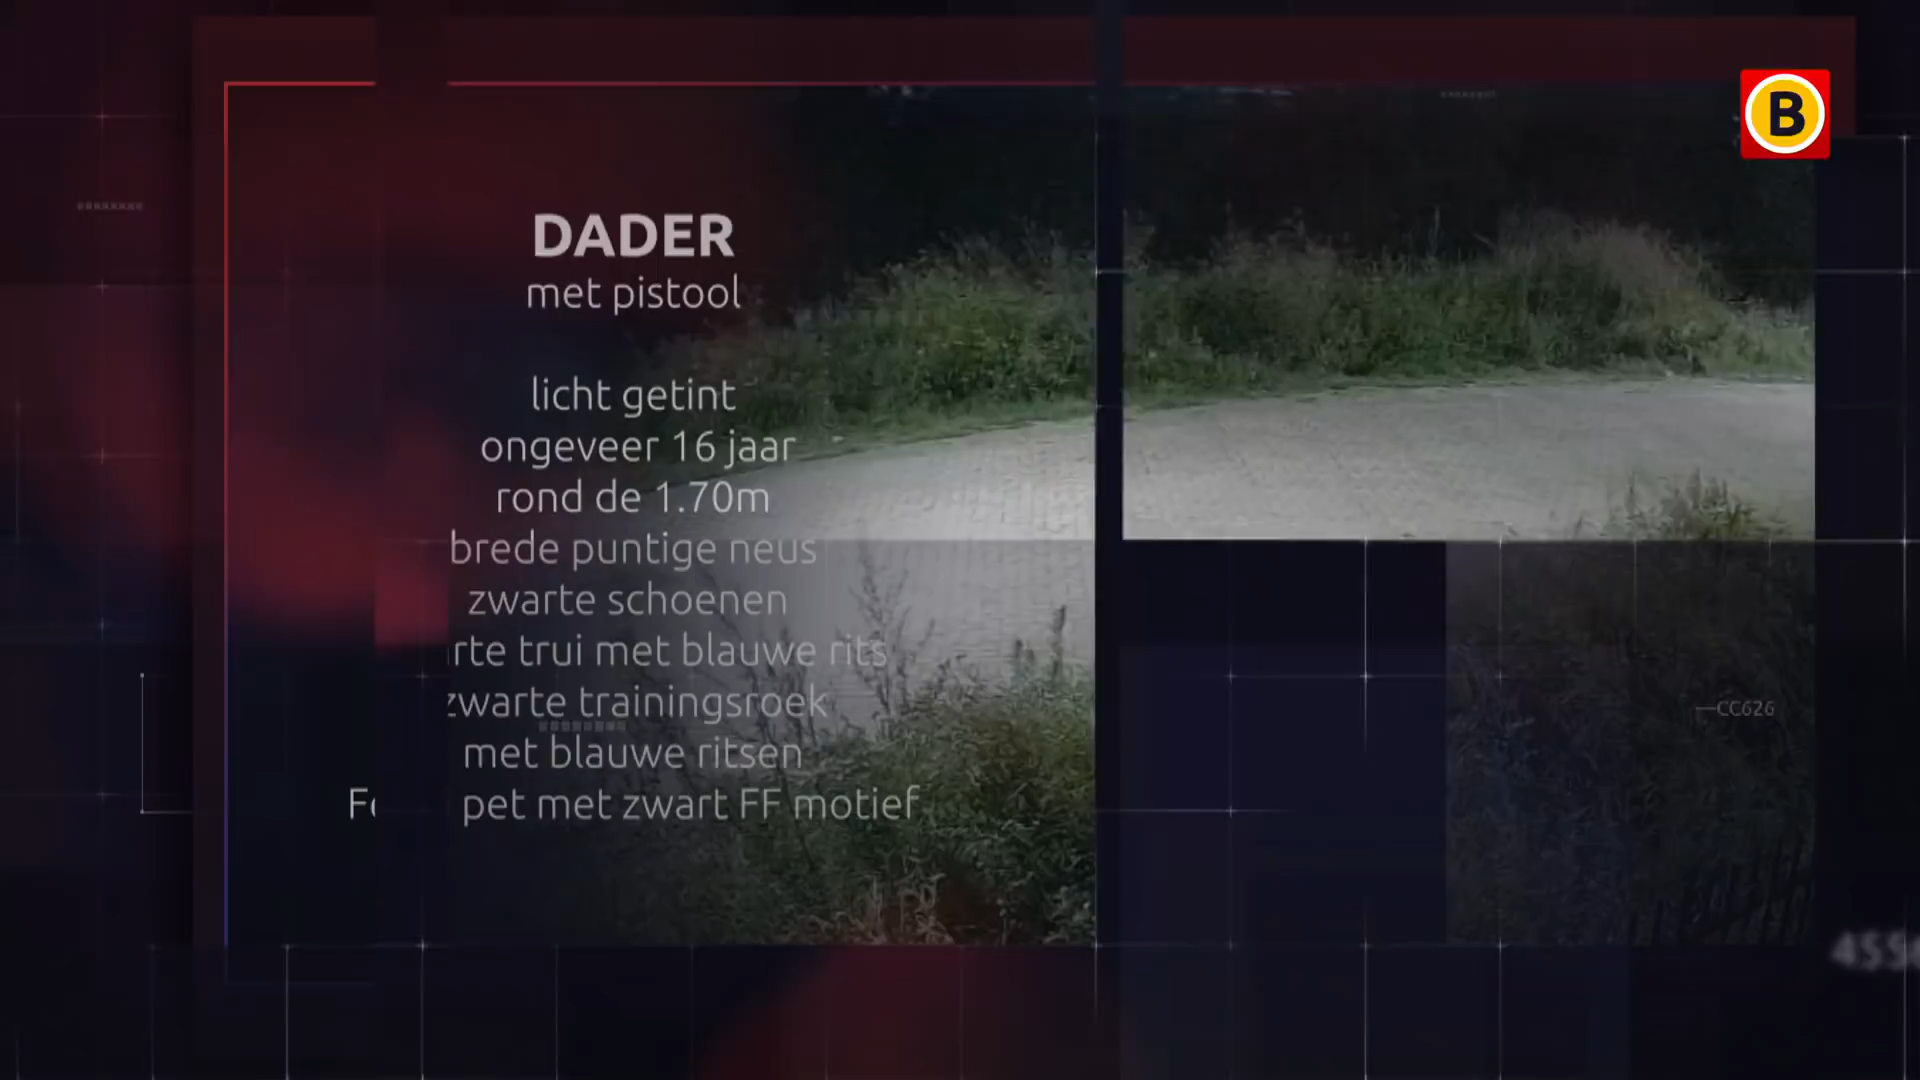 B
DADER
met pistool
licht getint
ongeveer 16 jaar
rond de 1.70m
brede puntige neus
zwarte schoenen
rte trui met blauwe rits
zwarte trainingsroek
met blauwe ritsen
pet met zwart FF motief
CC626